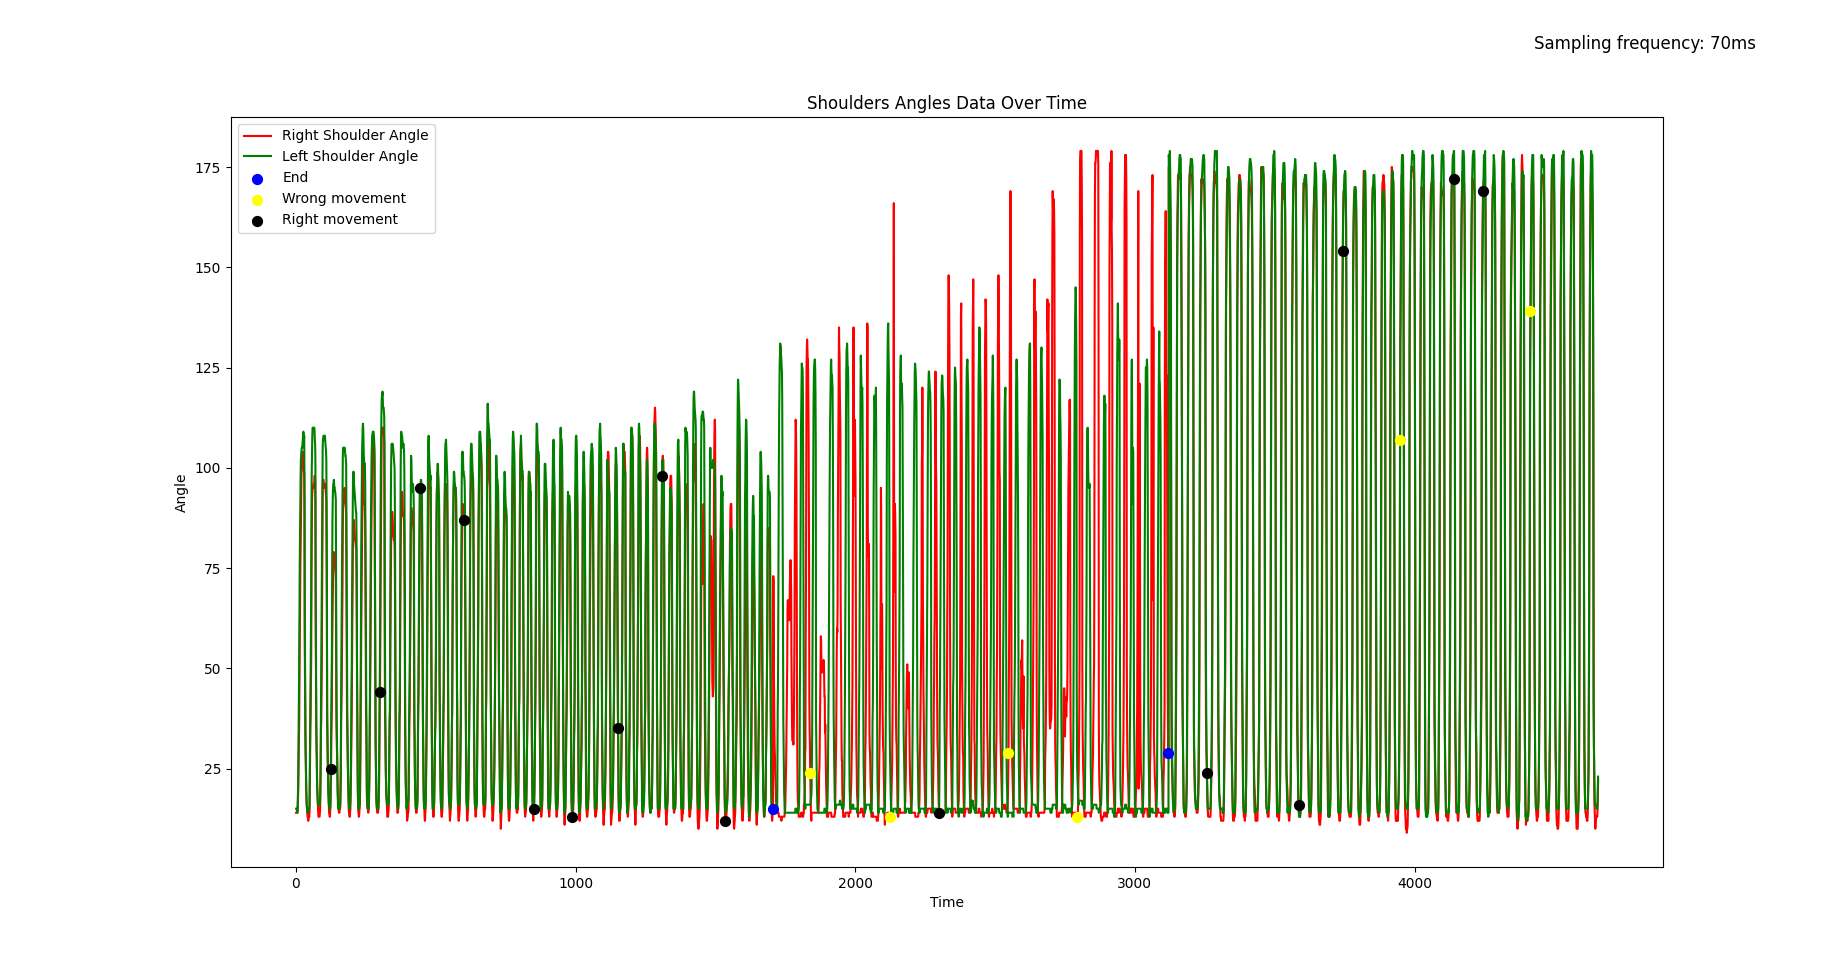 Sampling frequency: 70ms
Shoulders Angles Data Over Time
Right Shoulder Angle
Left Shoulder Angle
End
Wrong movement
Right movement
175
150
125
100
75
50
25
Angle
0
1000
2000
3000
4000
Time